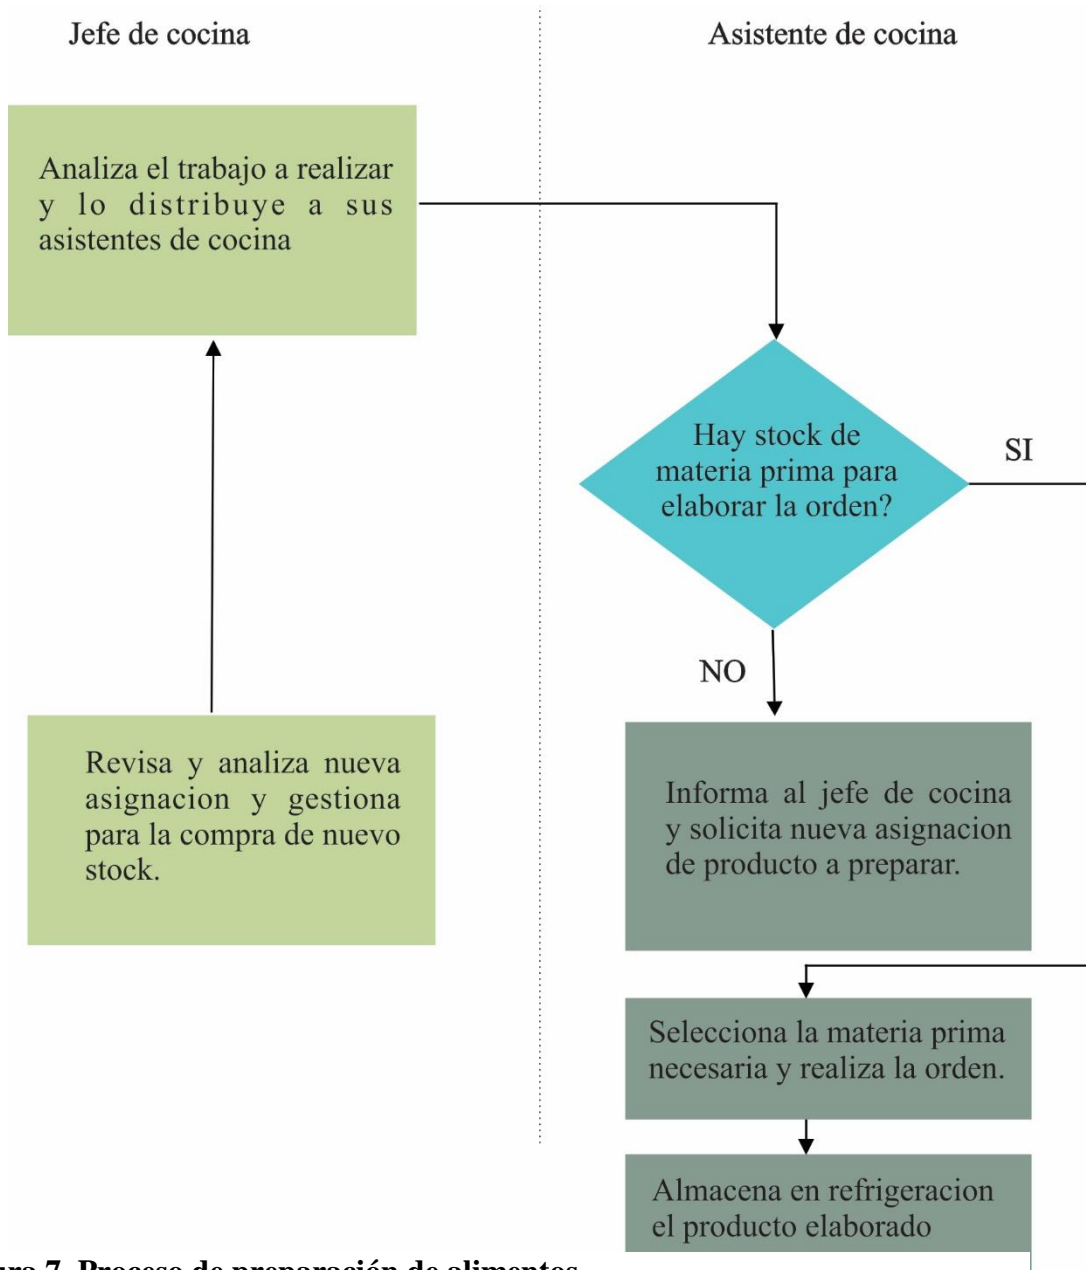 Jefe de cocina
Asistente de cocina
Analiza el trabajo a realizar
y lo distribuye a sus
asistentes de cocina
Hay stock de
materia prima para
elaborar la orden?
SI
NO
Revisa y analiza nueva
asignacion y gestiona
para la compra de nuevo
stock.
Informa al jefe de cocina
y solicita nueva asignacion
de producto a preparar.
Selecciona la materia prima
necesaria y realiza la orden.
Almacena en refrigeracion
el producto elaborado
7. Proceso de preparación de alimentos